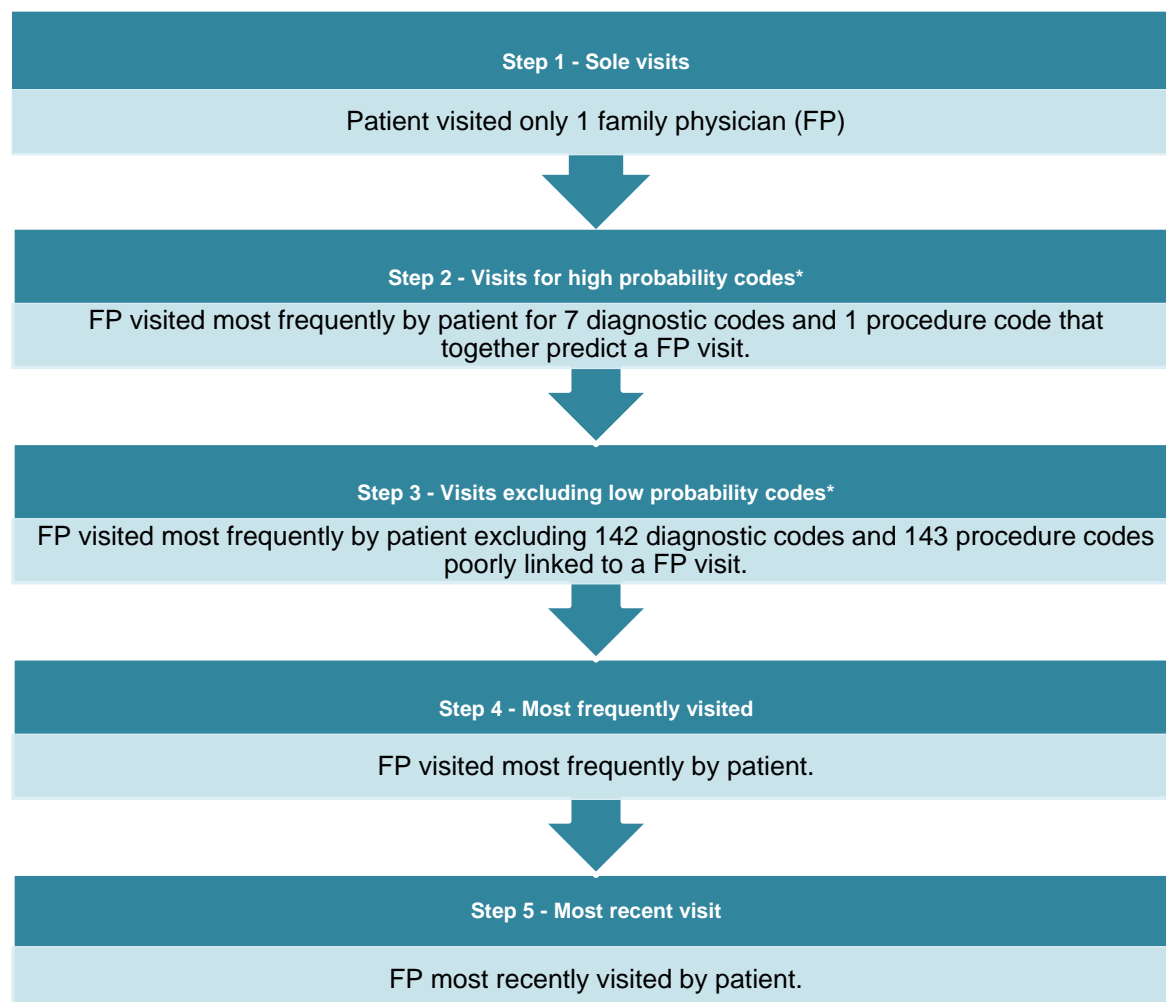 Step 1 - Sole visits
Patient visited only 1 family physician (FP)
Step 2 - Visits for high probability codes*
FP visited most frequently by patient for 7 diagnostic codes and 1 procedure code that
together predict a FP visit.
Step 3 - Visits excluding low probability codes*
FP visited most frequently by patient excluding 142 diagnostic codes and 143 procedure codes
poorly linked to a FP visit.
Step 4 - Most frequently visited
FP visited most frequently by patient.
Step 5 - Most recent visit
FP most recently visited by patient.